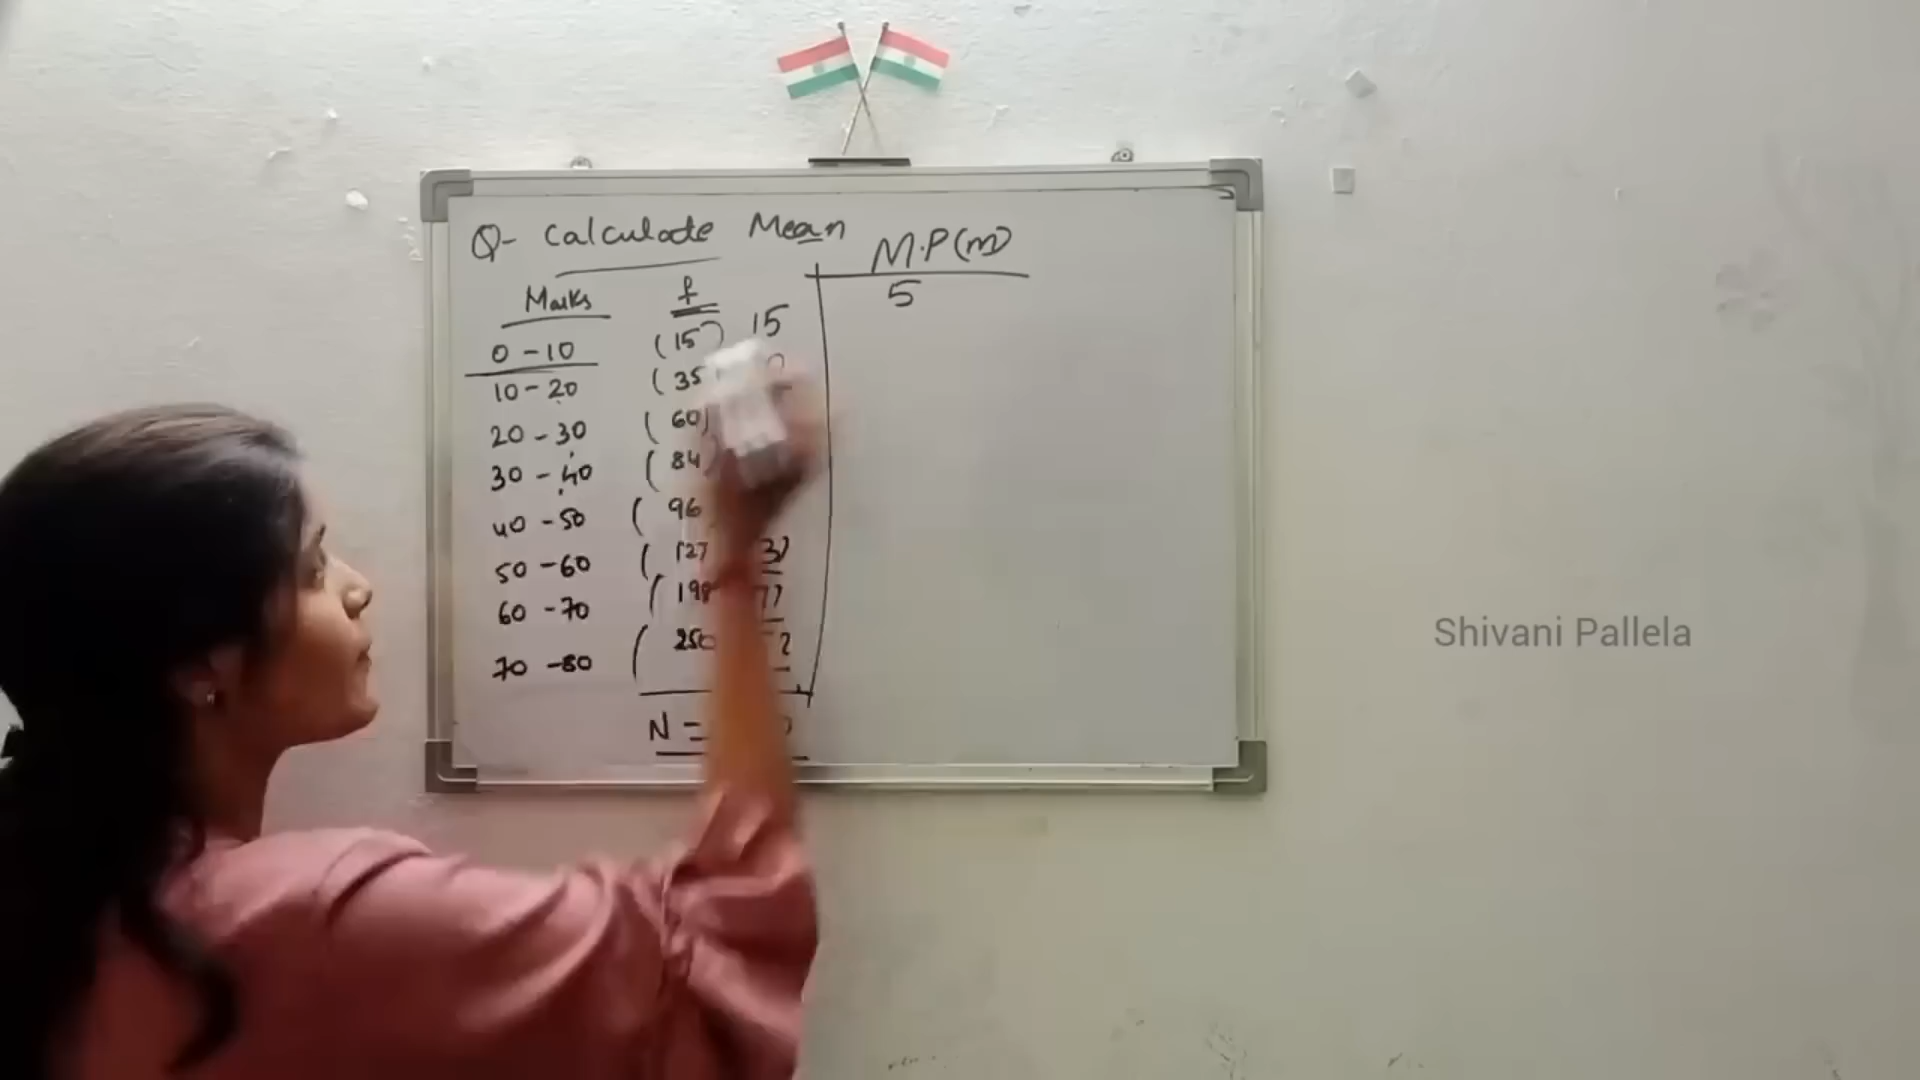 Q- Calculate Mean
M.P(m)
Marks f
5
0 - 10 (15) 15
10 - 20 (35
20 - 30 (60)
30 - 40 (84
40 - 50 (96
50 - 60 (127
60 - 70 (198
70 - 80 (250
N =
Shivani Pallela